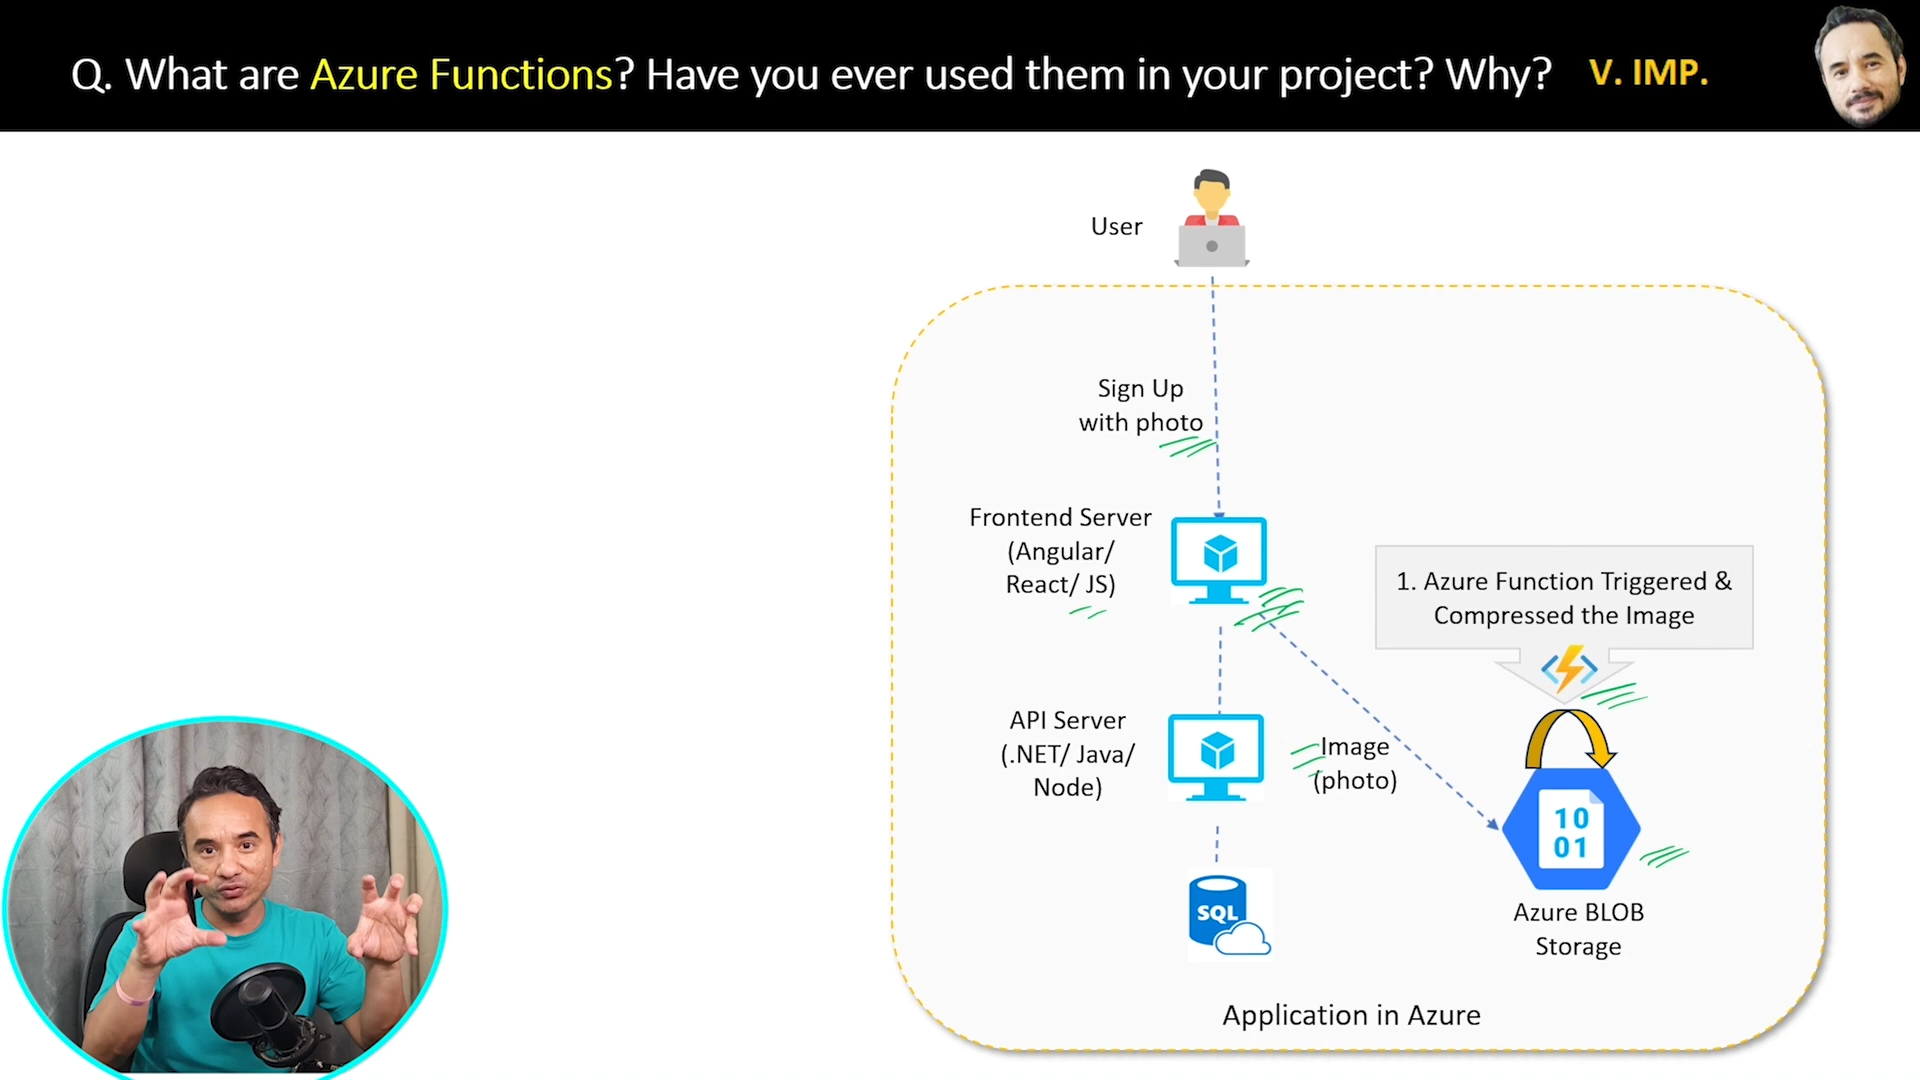 Q. What are Azure Functions? Have you ever used them in your project? Why? V. IMP.
User
Sign Up
with photo
Frontend Server
(Angular/
React/ JS)
1. Azure Function Triggered &
Compressed the Image
API Server
(.NET/ Java/
Node)
Image
(photo)
10
01
SQL
Azure BLOB
Storage
Application in Azure